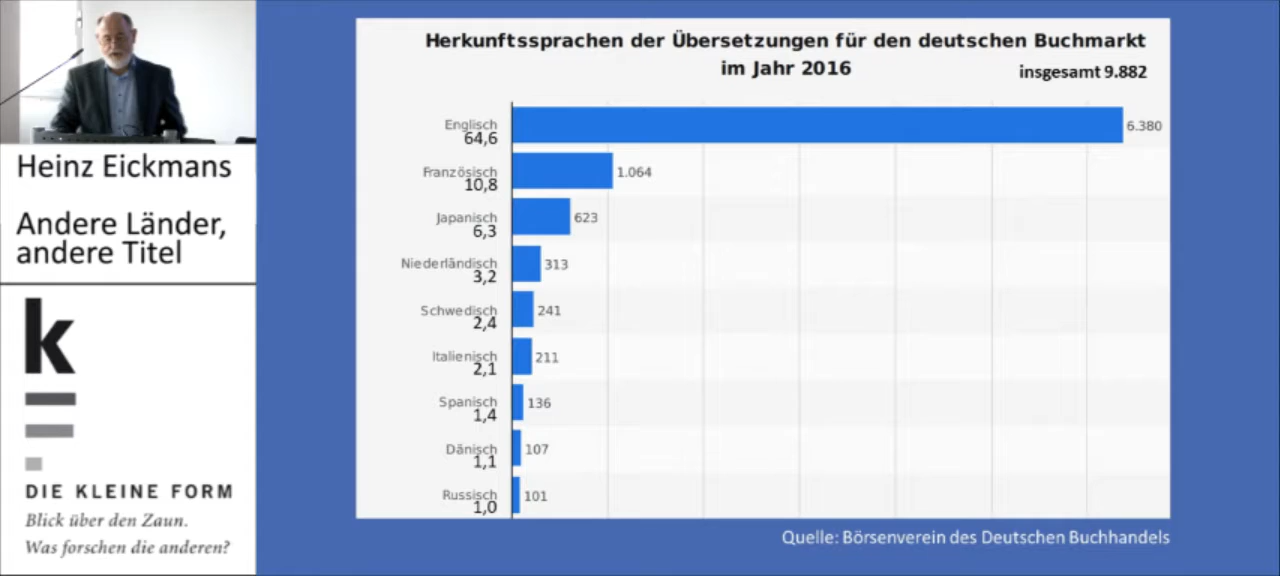 Heinz Eickmans
Andere Länder,
andere Titel
k
DIE KLEINE FORM
Blick über den Zaun.
Was forschen die anderen?
Herkunftssprachen der Übersetzungen für den deutschen Buchmarkt
im Jahr 2016
insgesamt 9.882
Englisch 6.380
64,6
Französisch 1.064
10,8
Japanisch 623
6,3
Niederländisch 313
3,2
Schwedisch 241
2,4
Italienisch 211
2,1
Spanisch 136
1,4
Dänisch 107
1,1
Russisch 101
1,0
Quelle: Börsenverein des Deutschen Buchhandels